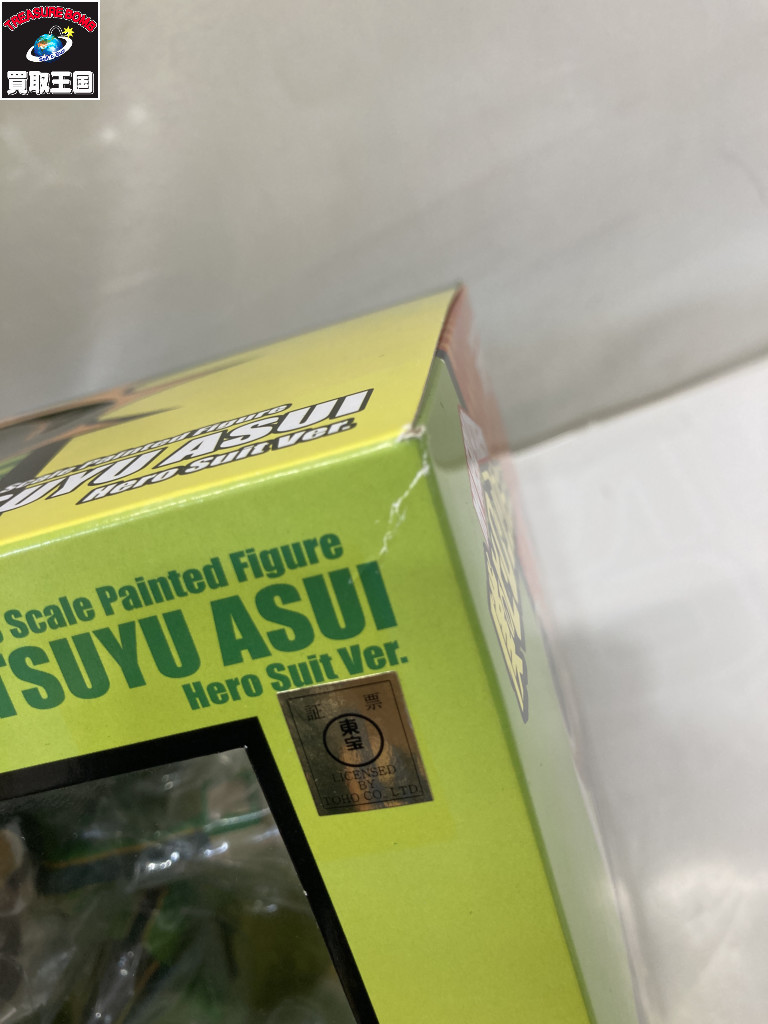 TREASURE BOMB
買取王国
Scale Painted Figure
TSUYU ASUI
Hero Suit Ver.
Scale Painted Figure
TSUYU ASUI
Hero Suit Ver.
証 票
東宝
LICENSED
BY
TOHO CO., LTD.